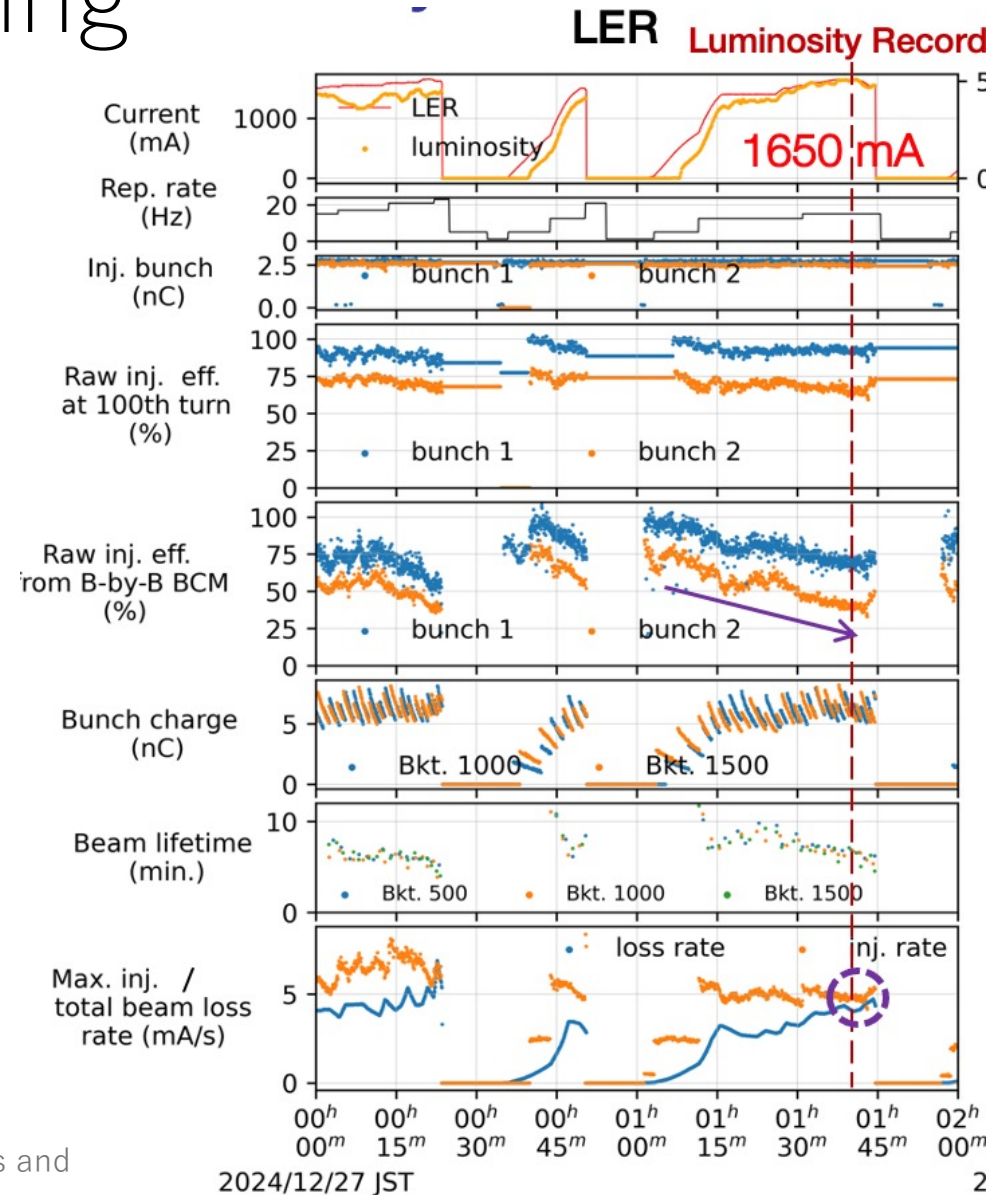 ing
LER
Luminosity Record
Current
(mA)
1000
0
5
0
LER
luminosity
1650 mA
Rep. rate
(Hz)
20
0
Inj. bunch
(nC)
2.5
0.0
bunch 1
bunch 2
Raw inj. eff.
at 100th turn
(%)
100
75
50
25
0
bunch 1
bunch 2
Raw inj. eff.
from B-by-B BCM
(%)
100
75
50
25
0
bunch 1
bunch 2
Bunch charge
(nC)
5
0
Bkt. 1000
Bkt. 1500
Beam lifetime
(min.)
10
0
Bkt. 500
Bkt. 1000
Bkt. 1500
Max. inj. /
total beam loss
rate (mA/s)
5
0
loss rate
inj. rate
00h 00h 00h 00h 01h 01h 01h 01h 02h
00m 15m 30m 45m 00m 15m 30m 45m 00m
2024/12/27 JST
2
s and